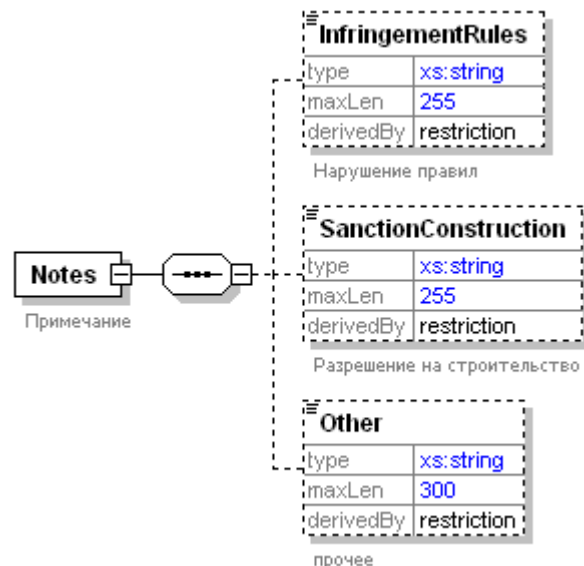 InfringementRules
type xs:string
maxLen 255
derivedBy restriction
Нарушение правил
SanctionConstruction
type xs:string
maxLen 255
derivedBy restriction
Разрешение на строительство
Notes
Примечание
Other
type xs:string
maxLen 300
derivedBy restriction
прочее